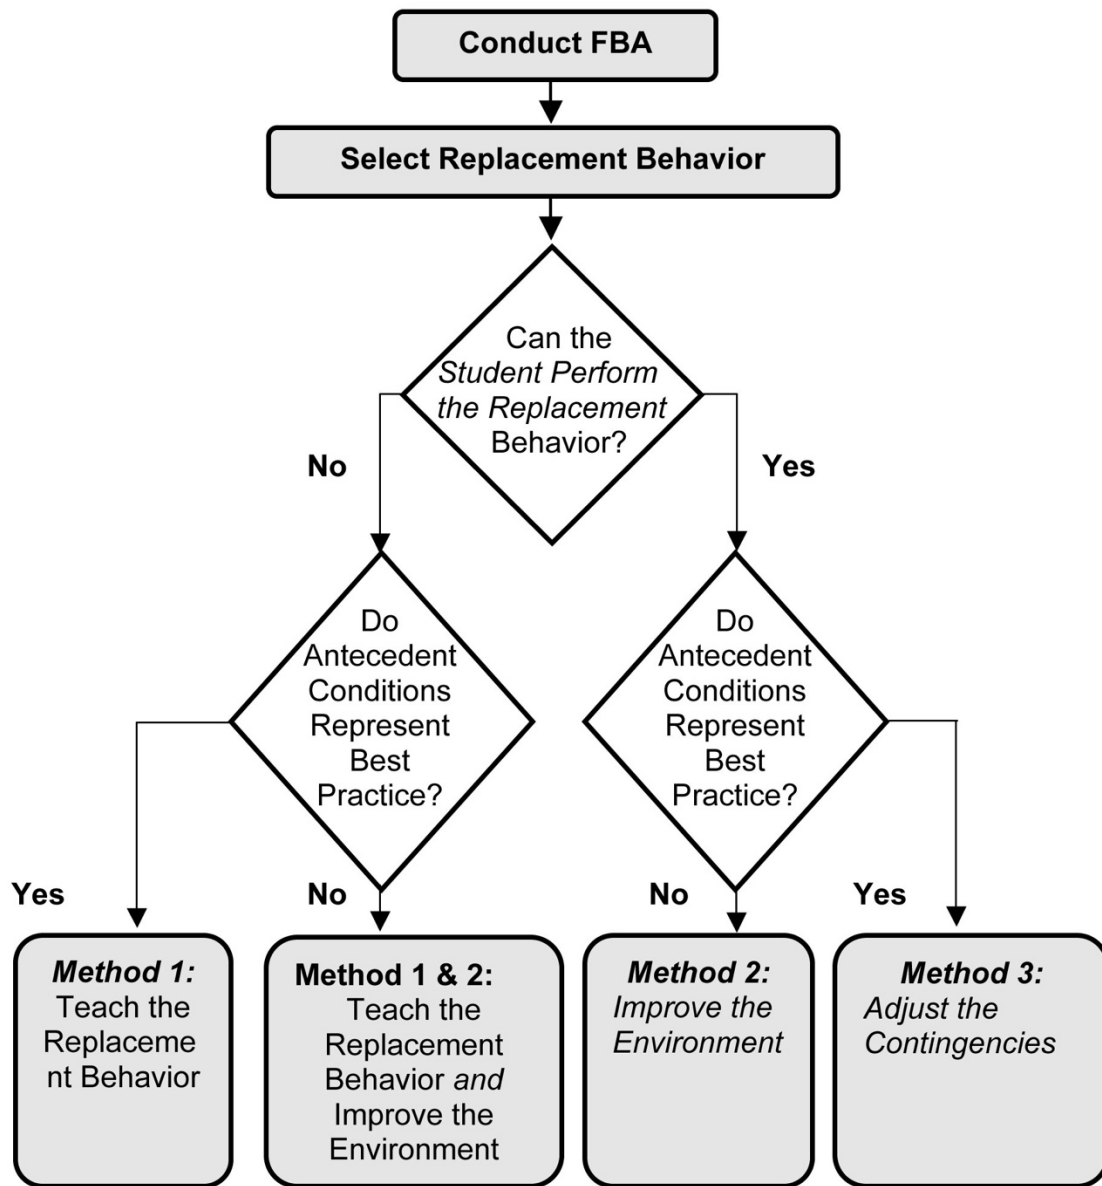 Conduct FBA
Select Replacement Behavior
Can the
Student Perform
the Replacement
Behavior?
No
Yes
Do
Antecedent
Conditions
Represent
Best
Practice?
Do
Antecedent
Conditions
Represent
Best
Practice?
Yes
No
No
Yes
Method 1:
Teach the
Replaceme
nt Behavior
Method 1 & 2:
Teach the
Replacement
Behavior and
Improve the
Environment
Method 2:
Improve the
Environment
Method 3:
Adjust the
Contingencies